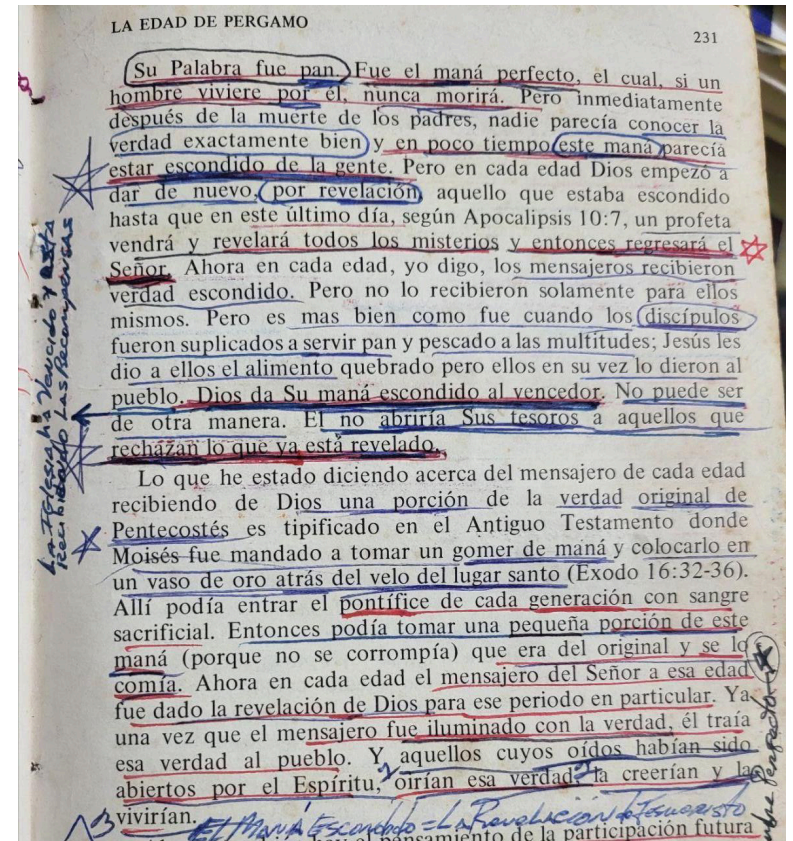 LA EDAD DE PERGAMO
231
Su Palabra fue pan. Fue el maná perfecto, el cual, si un
hombre viviere por él, nunca morirá. Pero inmediatamente
después de la muerte de los padres, nadie parecía conocer la
verdad exactamente bien y en poco tiempo este maná parecía
estar escondido de la gente. Pero en cada edad Dios empezó a
dar de nuevo, por revelación, aquello que estaba escondido
hasta que en este último día, según Apocalipsis 10:7, un profeta
vendrá y revelará todos los misterios y entonces regresará el
Señor. Ahora en cada edad, yo digo, los mensajeros recibieron
verdad escondido. Pero no lo recibieron solamente para ellos
mismos. Pero es mas bien como fue cuando los discípulos
fueron suplicados a servir pan y pescado a las multitudes; Jesús les
dio a ellos el alimento quebrado pero ellos en su vez lo dieron al
pueblo. Dios da Su maná escondido al vencedor. No puede ser
de otra manera. El no abriría Sus tesoros a aquellos que
rechazan lo que ya está revelado.
Lo que he estado diciendo acerca del mensajero de cada edad
recibiendo de Dios una porción de la verdad original de
Pentecostés es tipificado en el Antiguo Testamento donde
Moisés fue mandado a tomar un gomer de maná y colocarlo en
un vaso de oro atrás del velo del lugar santo (Exodo 16:32-36).
Allí podía entrar el pontífice de cada generación con sangre
sacrificial. Entonces podía tomar una pequeña porción de este
maná (porque no se corrompía) que era del original y se lo
comía. Ahora en cada edad el mensajero del Señor a esa edad
fue dado la revelación de Dios para ese periodo en particular. Ya
una vez que el mensajero fue iluminado con la verdad, él traía
esa verdad al pueblo. Y aquellos cuyos oídos habían sido
abiertos por el Espíritu, oirían esa verdad, la creerían y la
vivirían.
El Maná Escondido = La Revelación de Jesucristo
pensamiento de la participación futura
La Iglesia ha Vencido y Esta
Recibiendo Las Recompensas
Perfecto